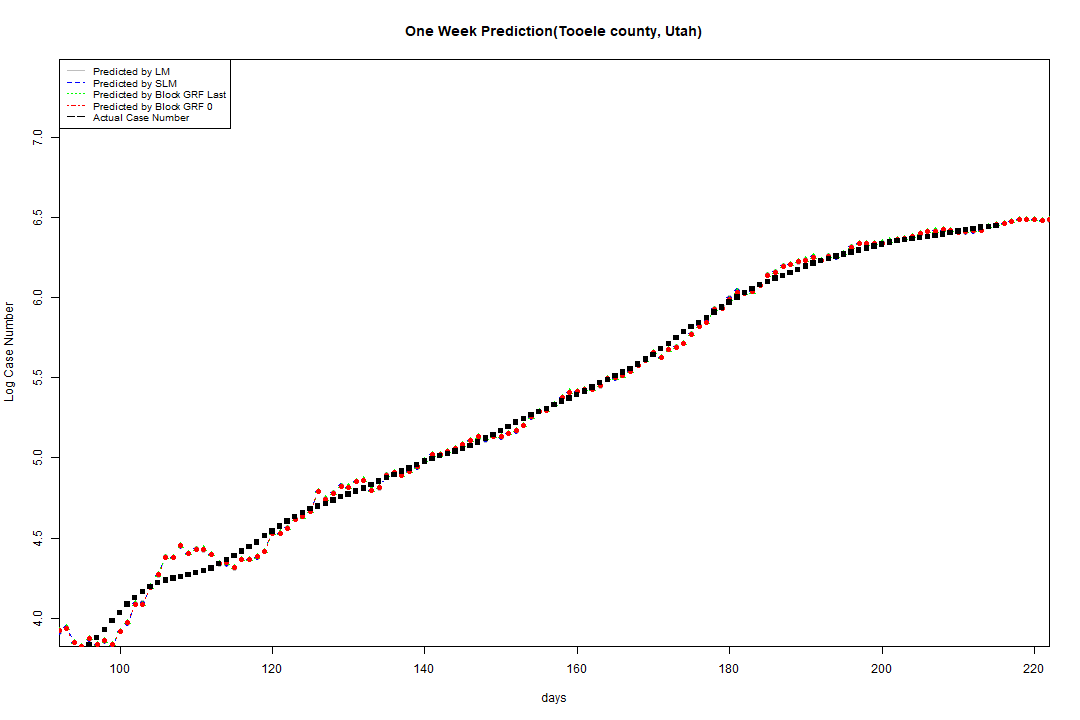 One Week Prediction(Tooele county, Utah)
Predicted by LM
Predicted by SLM
Predicted by Block GRF Last
Predicted by Block GRF 0
Actual Case Number
7.0
6.5
6.0
5.5
5.0
4.5
4.0
Log Case Number
100 120 140 160 180 200 220
days